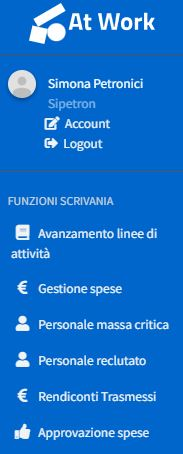 At Work
Simona Petronici
Sipetron
Account
Logout
FUNZIONI SCRIVANIA
Avanzamento linee di
attività
€ Gestione spese
Personale massa critica
Personale reclutato
€ Rendiconti Trasmessi
Approvazione spese